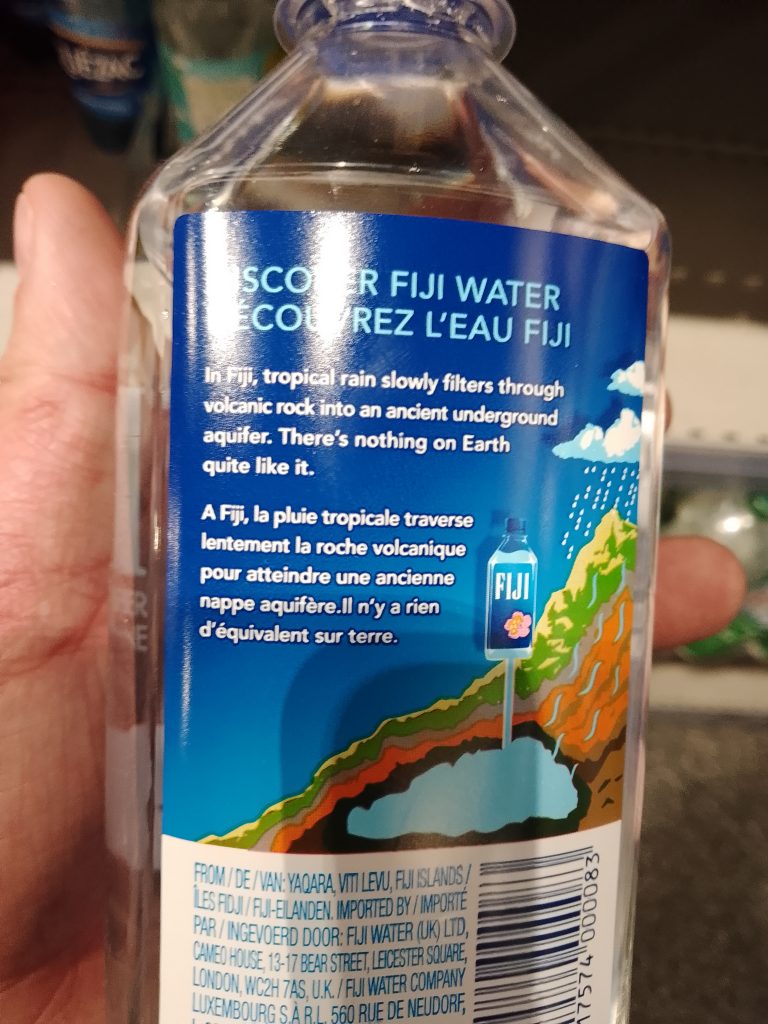 DISCOVER FIJI WATER
DÉCOUVREZ L'EAU FIJI
In Fiji, tropical rain slowly filters through
volcanic rock into an ancient underground
aquifer. There's nothing on Earth
quite like it.
A Fiji, la pluie tropicale traverse
lentement la roche volcanique
pour atteindre une ancienne
nappe aquifère.Il n'y a rien
d'équivalent sur terre.
FIJI
FROM / DE / VAN: YAQARA, VITI LEVU, FIJI ISLANDS /
ÎLES FIDJI / FIJI-EILANDEN. IMPORTED BY / IMPORTÉ
PAR / INGEVOERD DOOR: FIJI WATER (UK) LTD,
CAMEO HOUSE, 13-17 BEAR STREET, LEICESTER SQUARE,
LONDON, WC2H 7AS, U.K. / FIJI WATER COMPANY
LUXEMBOURG S.À R.L. 560 RUE DE NEUDORF,
17574 000083